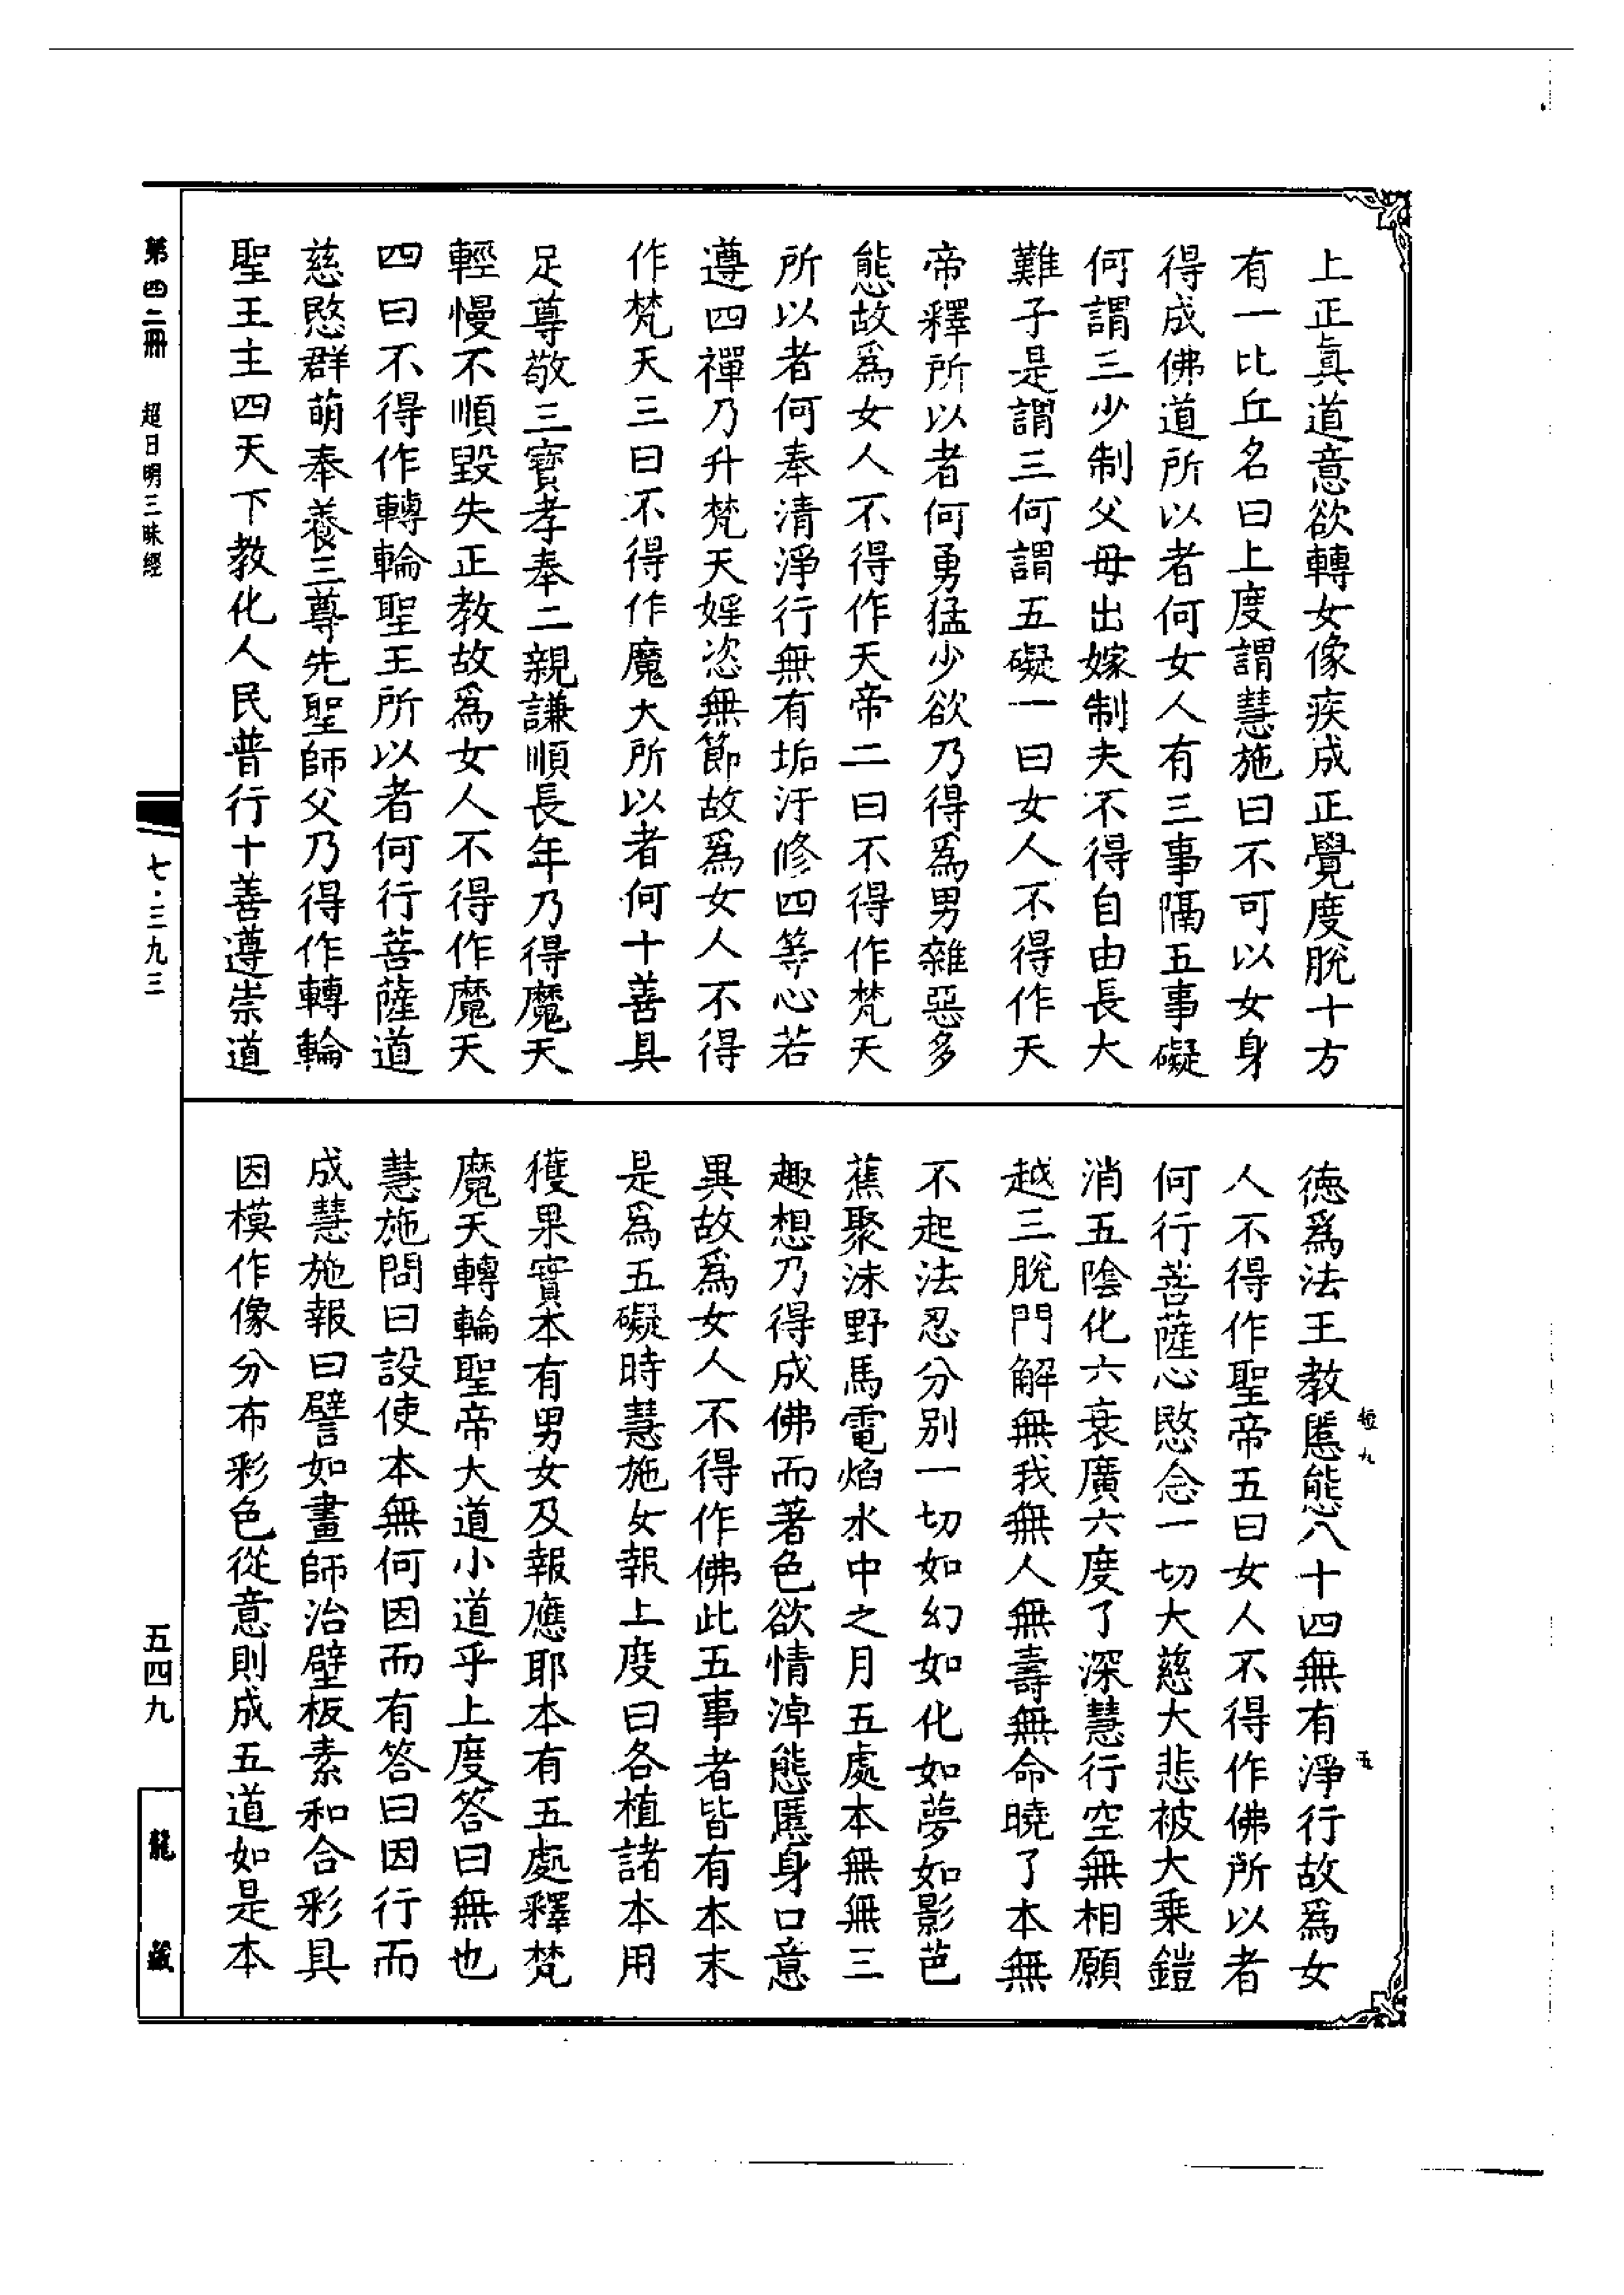 上正眞道意欲轉女像疾成正覺度脫十方
有一比丘名曰上度謂慧施曰不可以女身
得成佛道所以者何女人有三事隔五事礙
何謂三少制父母出嫁制夫不得自由長大
難子是謂三何謂五礙一曰女人不得作天
帝釋所以者何勇猛少欲乃得爲男雜惡多
態故爲女人不得作天帝二曰不得作梵天
所以者何奉清淨行無有垢汙修四等心若
遵四禪乃升梵天婬恣無節故爲女人不得
作梵天三曰不得作魔天所以者何十善具
足尊敬三寶孝奉二親謙順長年乃得魔天
輕慢不順毀失正教故爲女人不得作魔天
四曰不得作轉輪聖王所以者何行菩薩道
慈愍群萌奉養三尊先聖師父乃得作轉輪
聖王主四天下教化人民普行十善遵崇道
德爲法王教匿態八十四無有淨行故爲女
人不得作聖帝五曰女人不得作佛所以者
何行菩薩心愍念一切大慈大悲被大乘鎧
消五陰化六衰廣六度了深慧行空無相願
越三脫門解無我無人無壽無命曉了本無
不起法忍分別一切如幻如化如夢如影芭
蕉聚沫野馬電焰水中之月五處本無無三
趣想乃得成佛而著色欲情淖態匿身口意
異故爲女人不得作佛此五事者皆有本末
是爲五礙時慧施女報上度曰各植諸本用
獲果實本有男女及報應耶本有五處釋梵
魔天轉輪聖帝大道小道乎上度答曰無也
慧施問曰設使本無何因而有答曰因行而
成慧施報曰譬如畫師治壁板素和合彩具
因模作像分布彩色從意則成五道如是本
第四二冊 超日明三昧經
七·三九三
五四九
龍藏